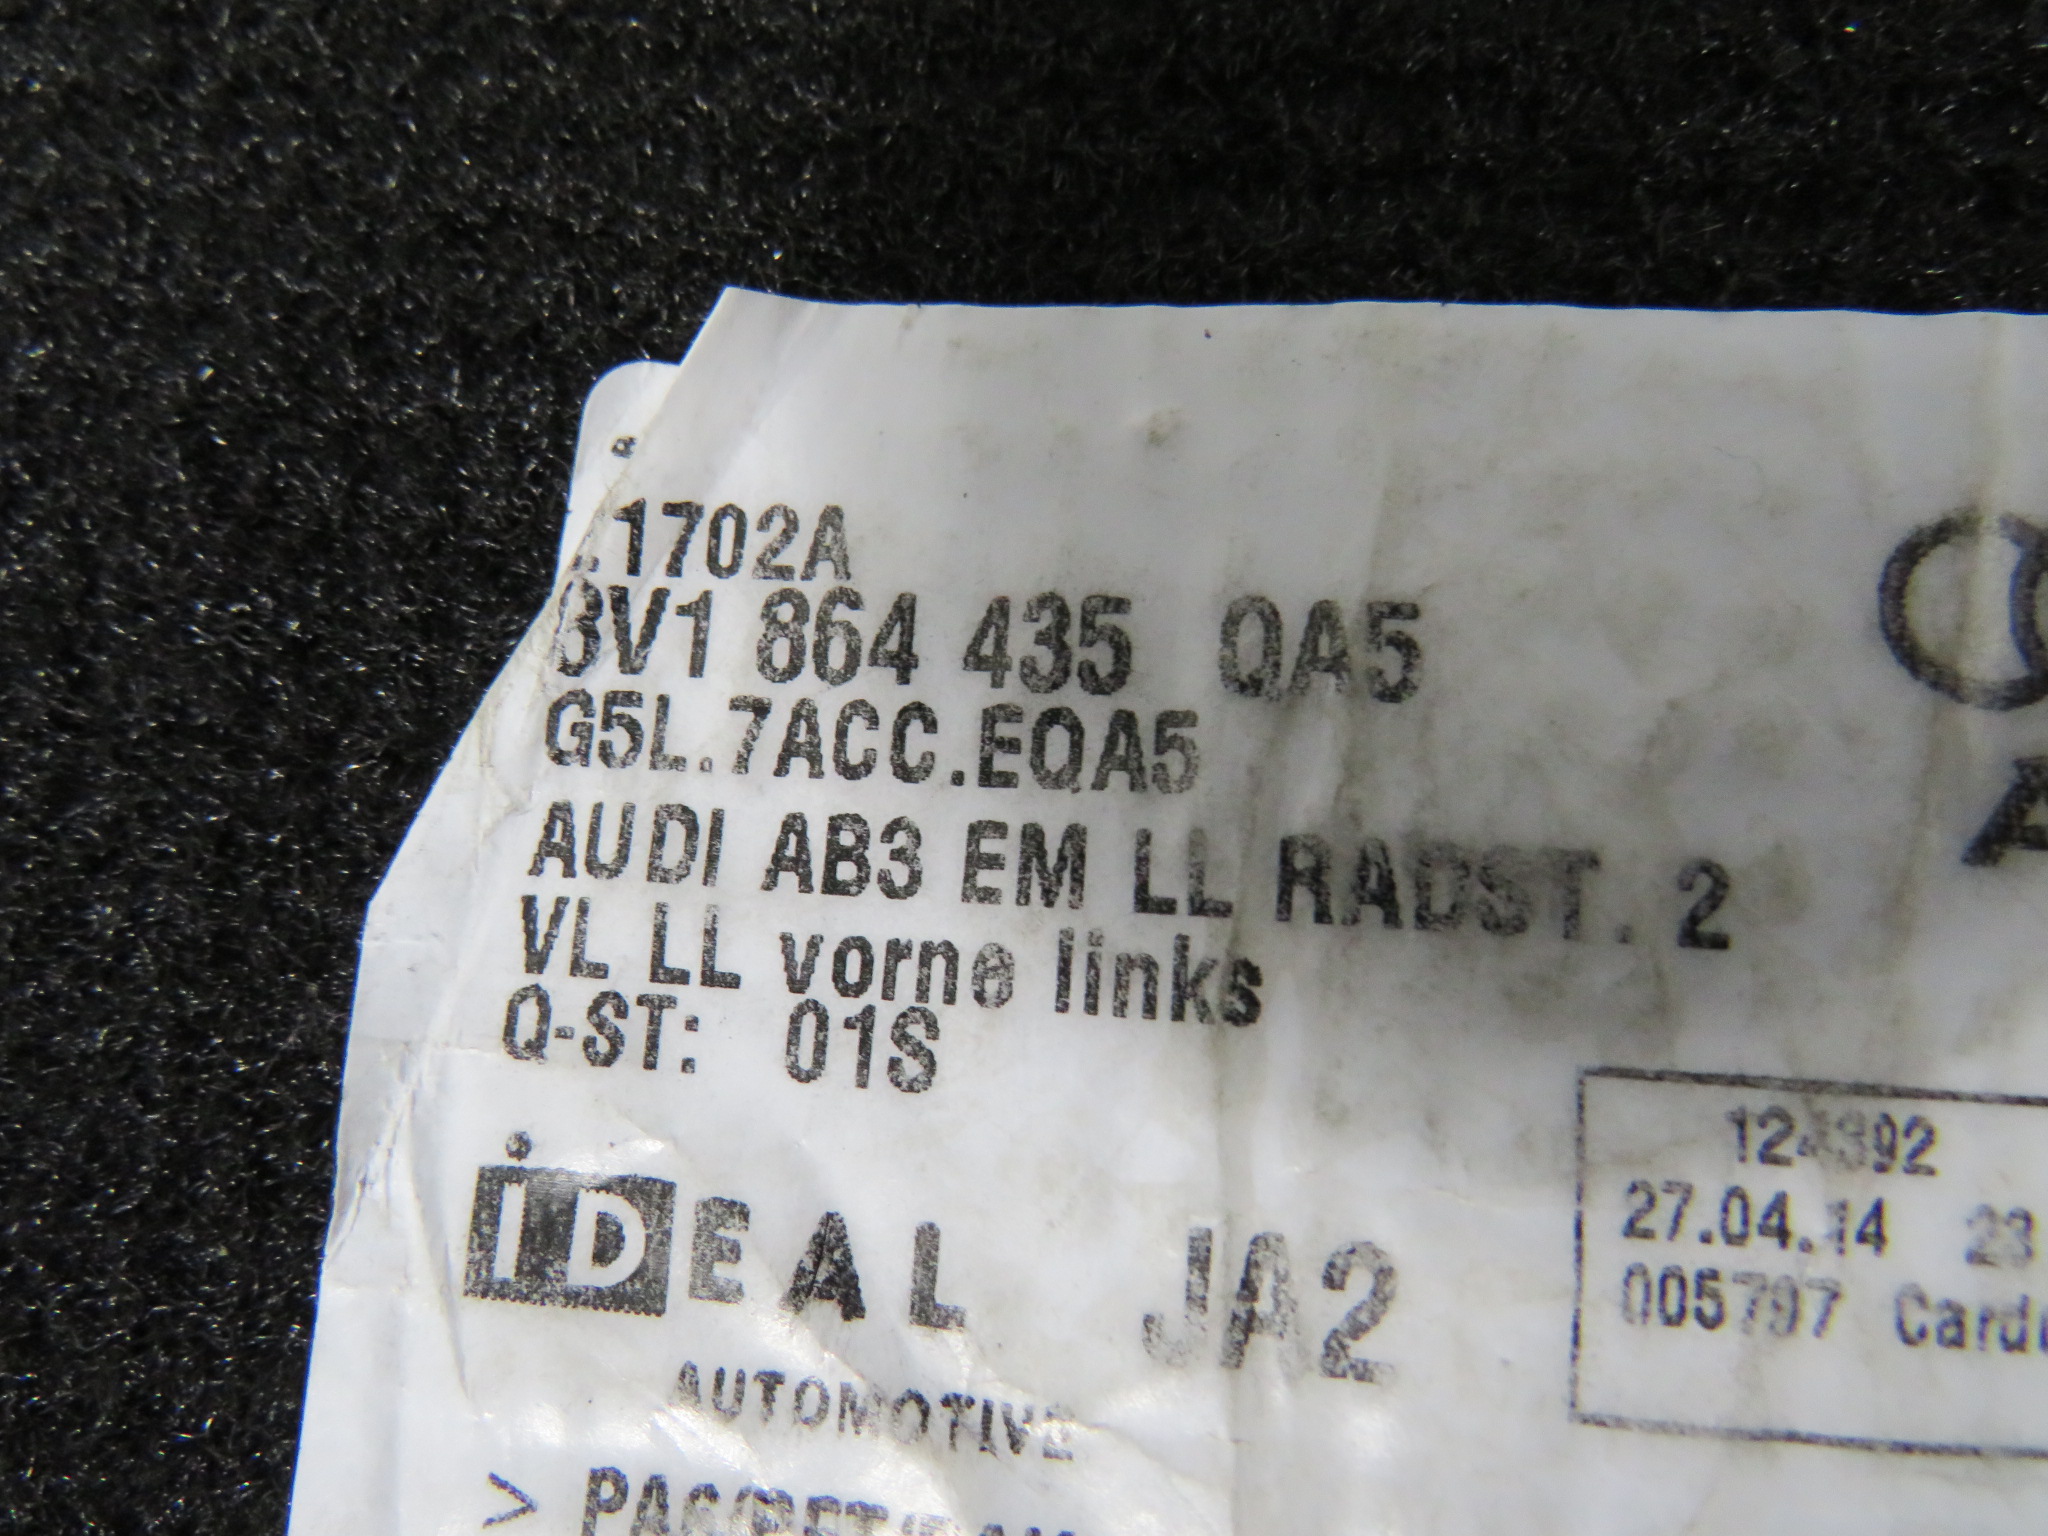 1702A
8V1 864 435 QA5
G5L.7ACC.EQA5
AUDI AB3 EM LL RADST. 2
VL LL vorne links
Q-ST: 01S
iDEAL JA2
AUTOMOTIVE
27.04.14 23
005797
>